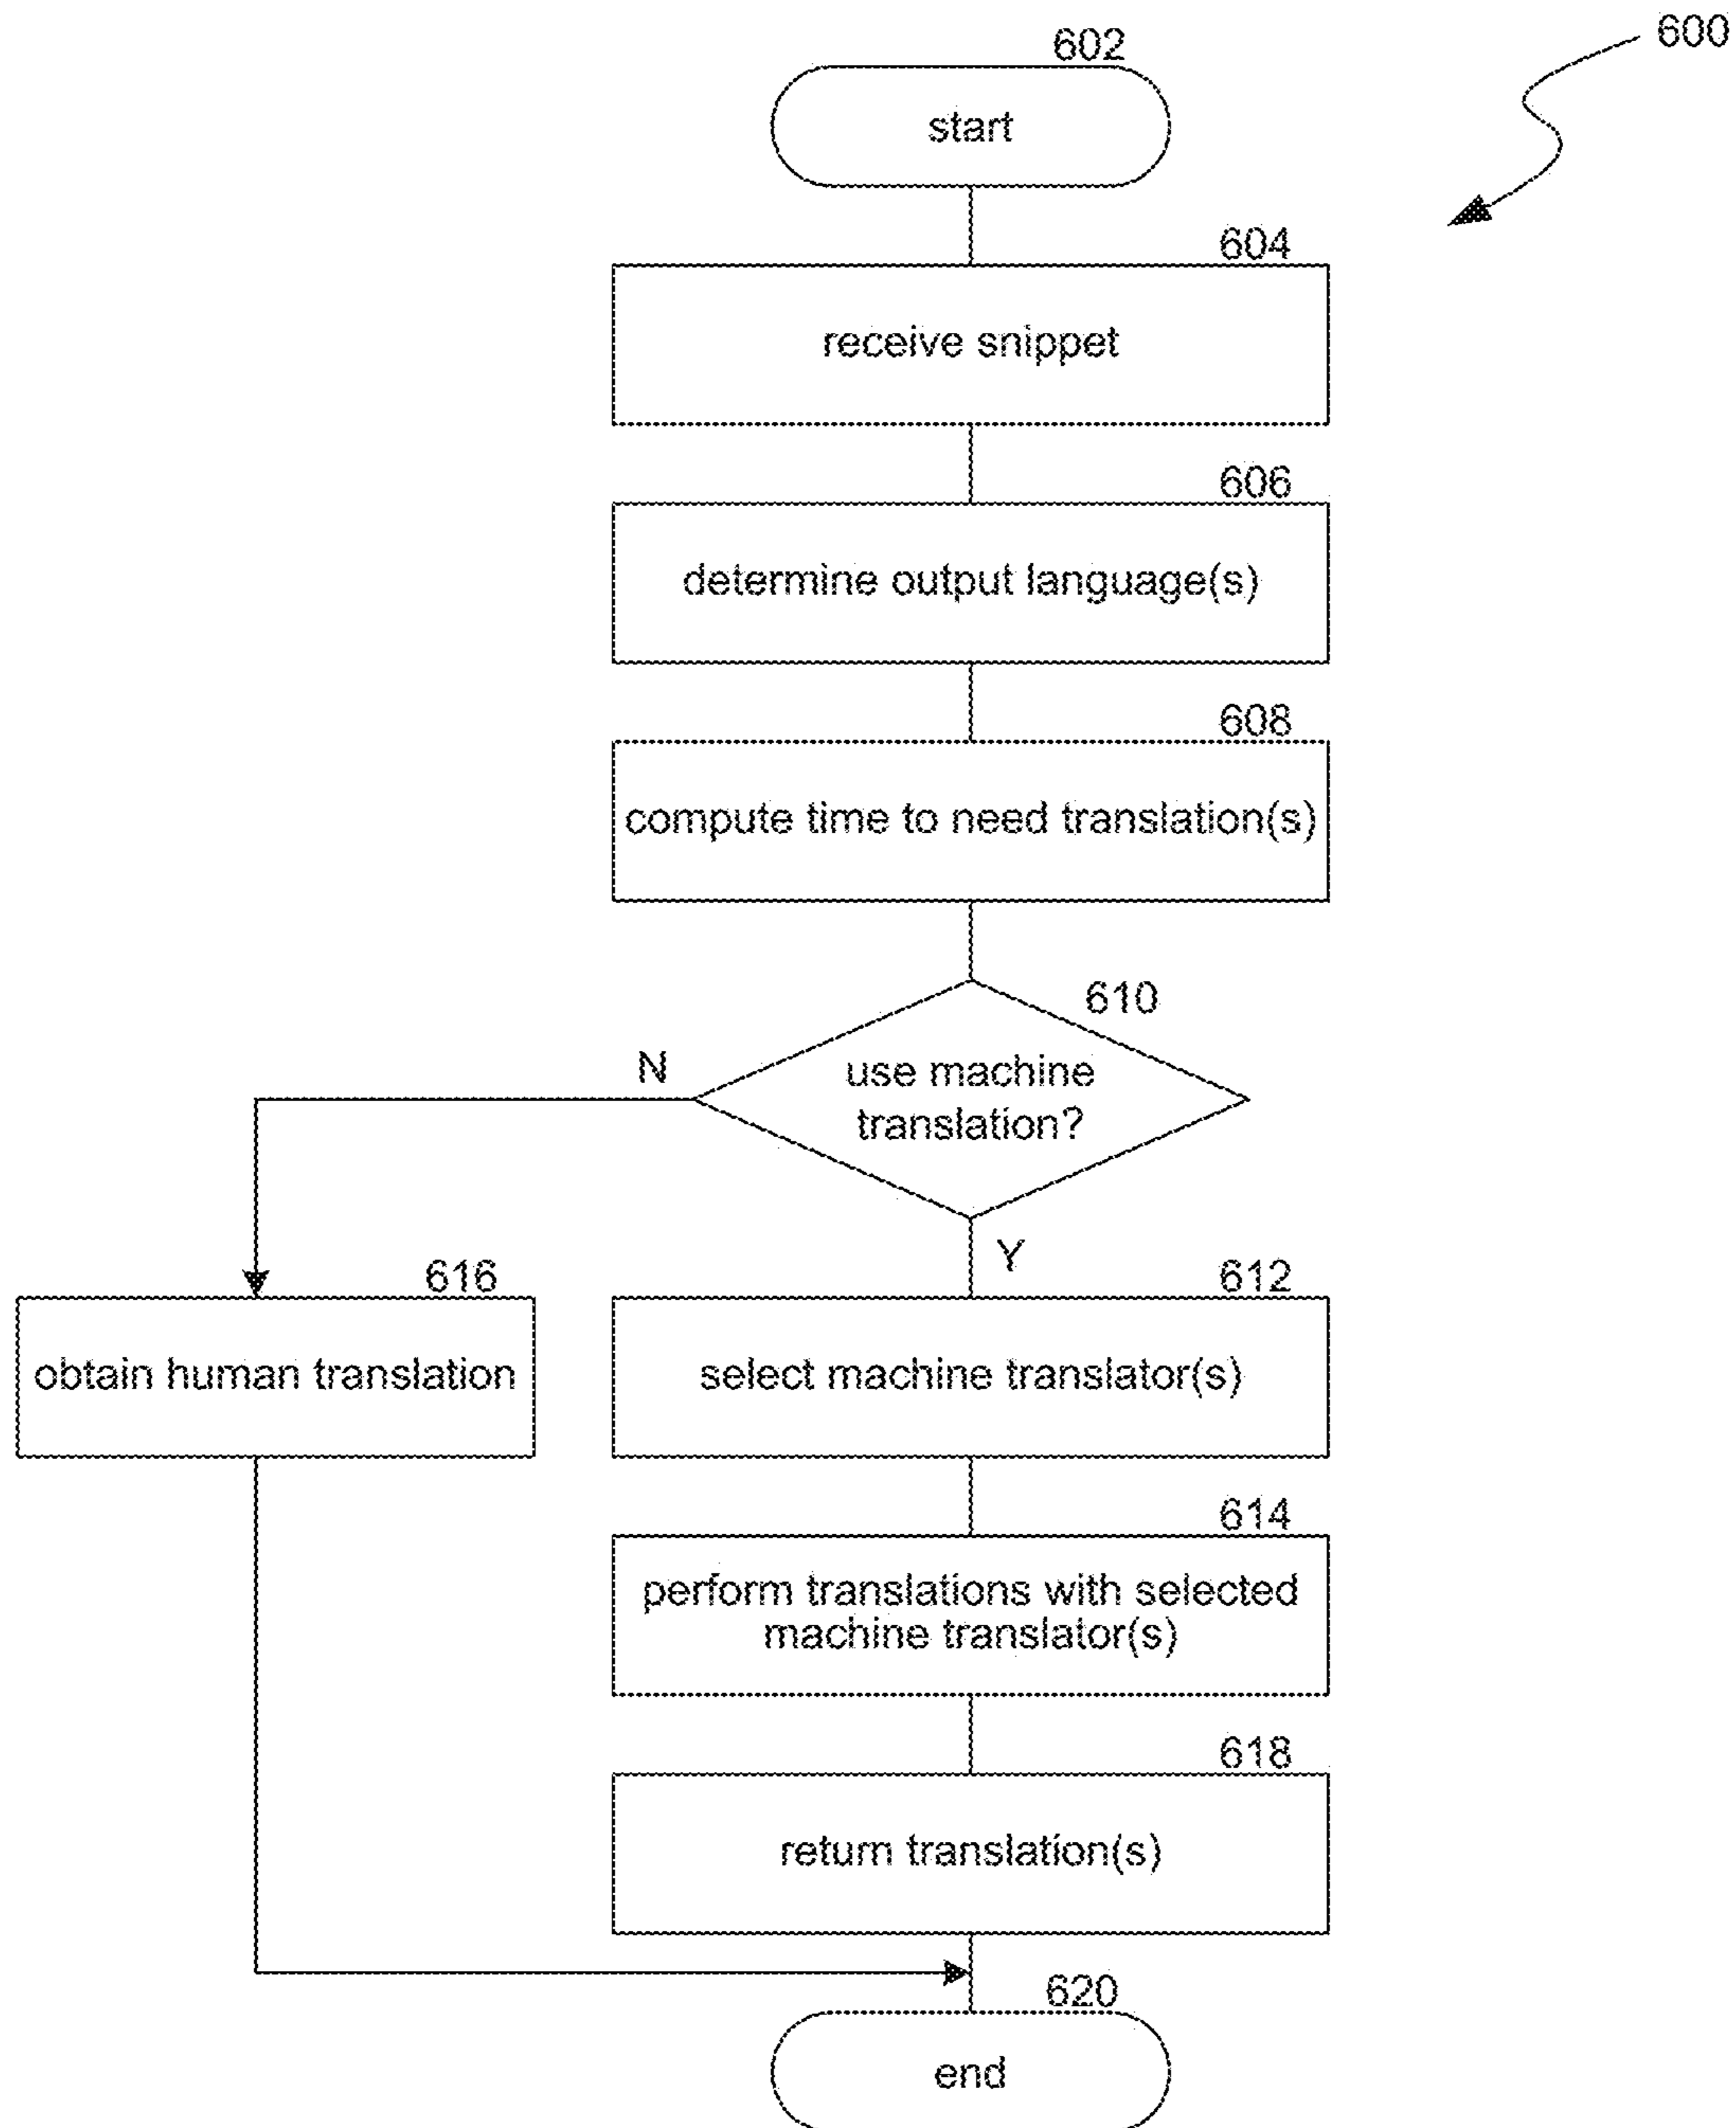 600
602
start
604
receive snippet
606
determine output language(s)
608
compute time to need translation(s)
610
use machine
translation?
N
Y
616
obtain human translation
612
select machine translator(s)
614
perform translations with selected
machine translator(s)
618
return translation(s)
620
end